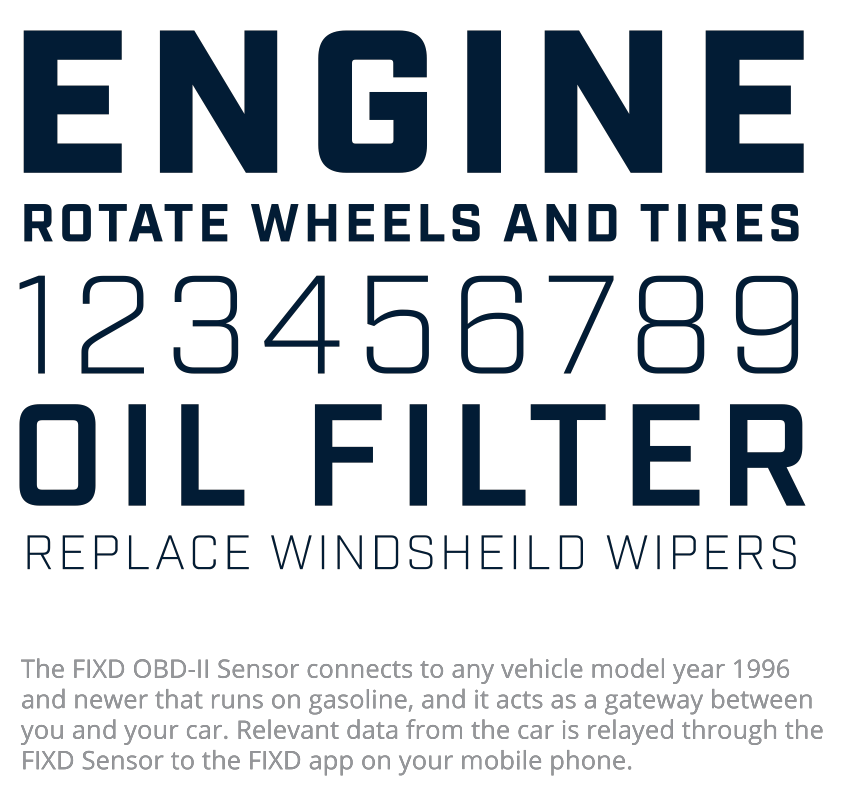 ENGINE
ROTATE WHEELS AND TIRES
123456789
OIL FILTER
REPLACE WINDSHEILD WIPERS
The FIXD OBD-II Sensor connects to any vehicle model year 1996
and newer that runs on gasoline, and it acts as a gateway between
you and your car. Relevant data from the car is relayed through the
FIXD Sensor to the FIXD app on your mobile phone.